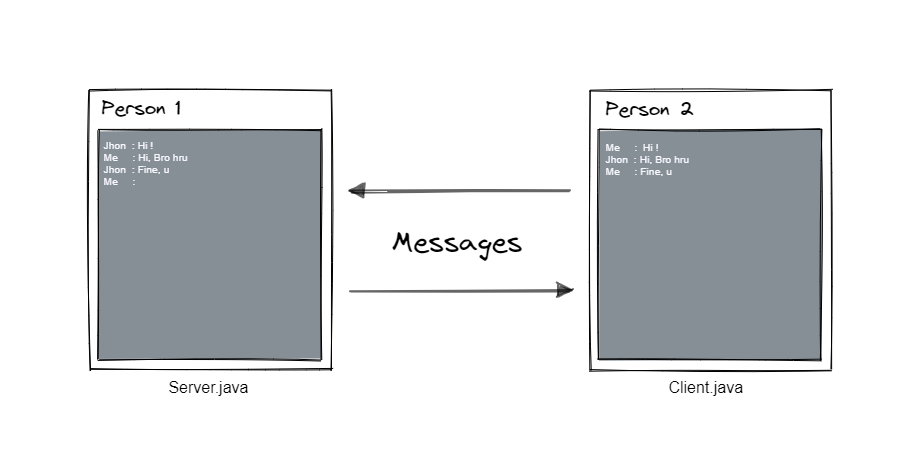 Person 1
Jhon : Hi !
Me : Hi, Bro hru
Jhon : Fine, u
Me :
Server.java
Messages
Person 2
Me : Hi !
Jhon : Hi, Bro hru
Me : Fine, u
Client.java